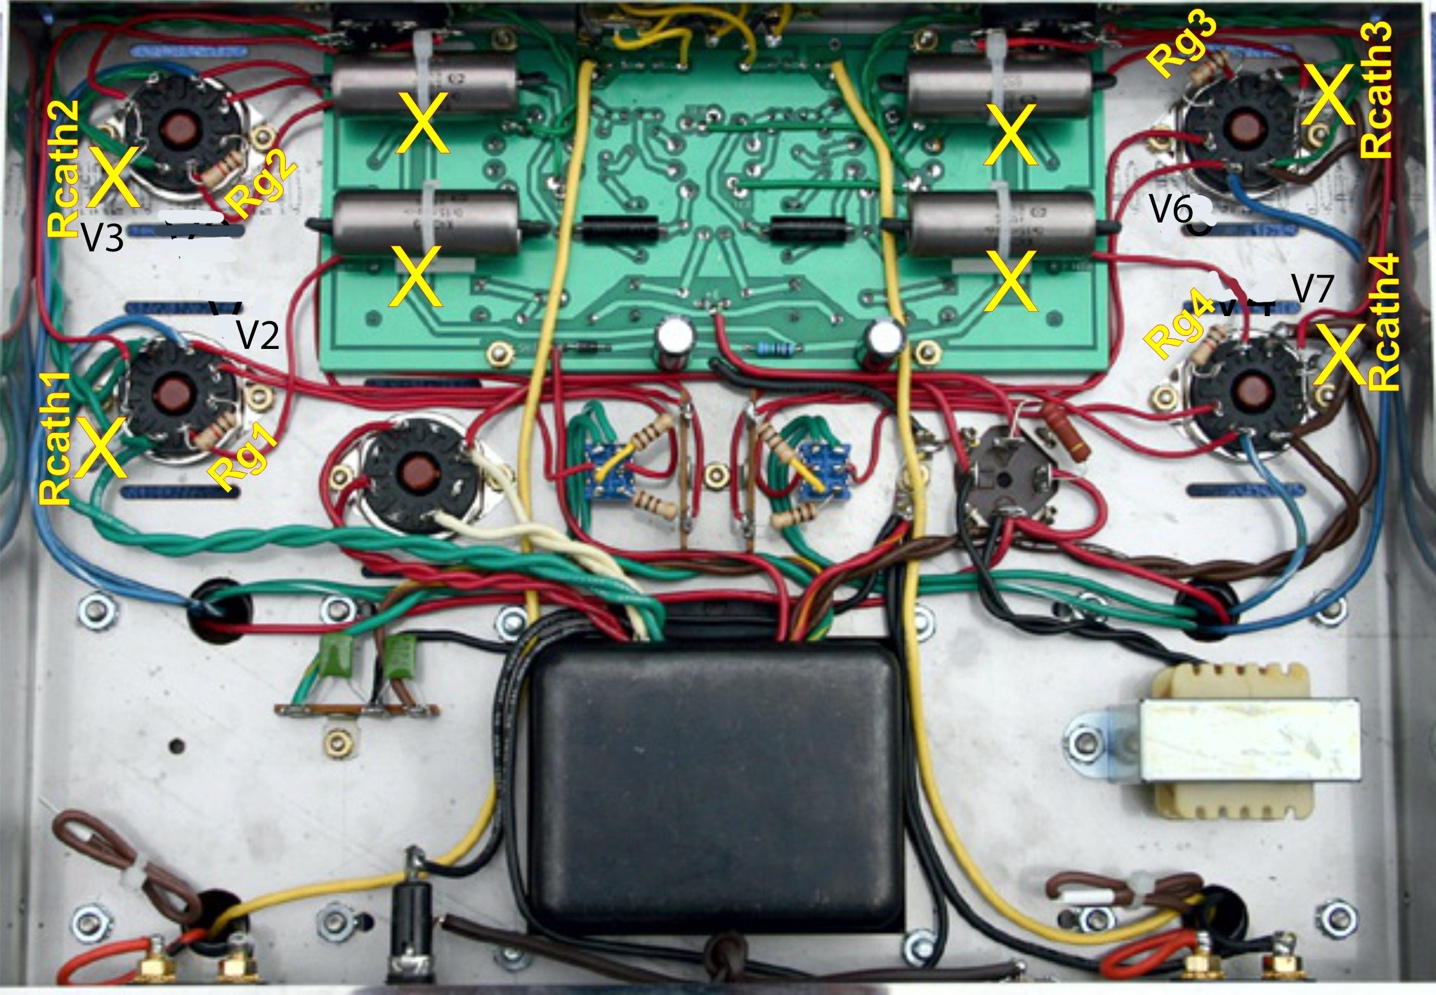 Rcath2
X
Rg2
V3
X
X
Rg3
X
Rcath3
V6
X
X
V2
V7
Rg4
X
Rcath4
Rcath1
X
Rg1